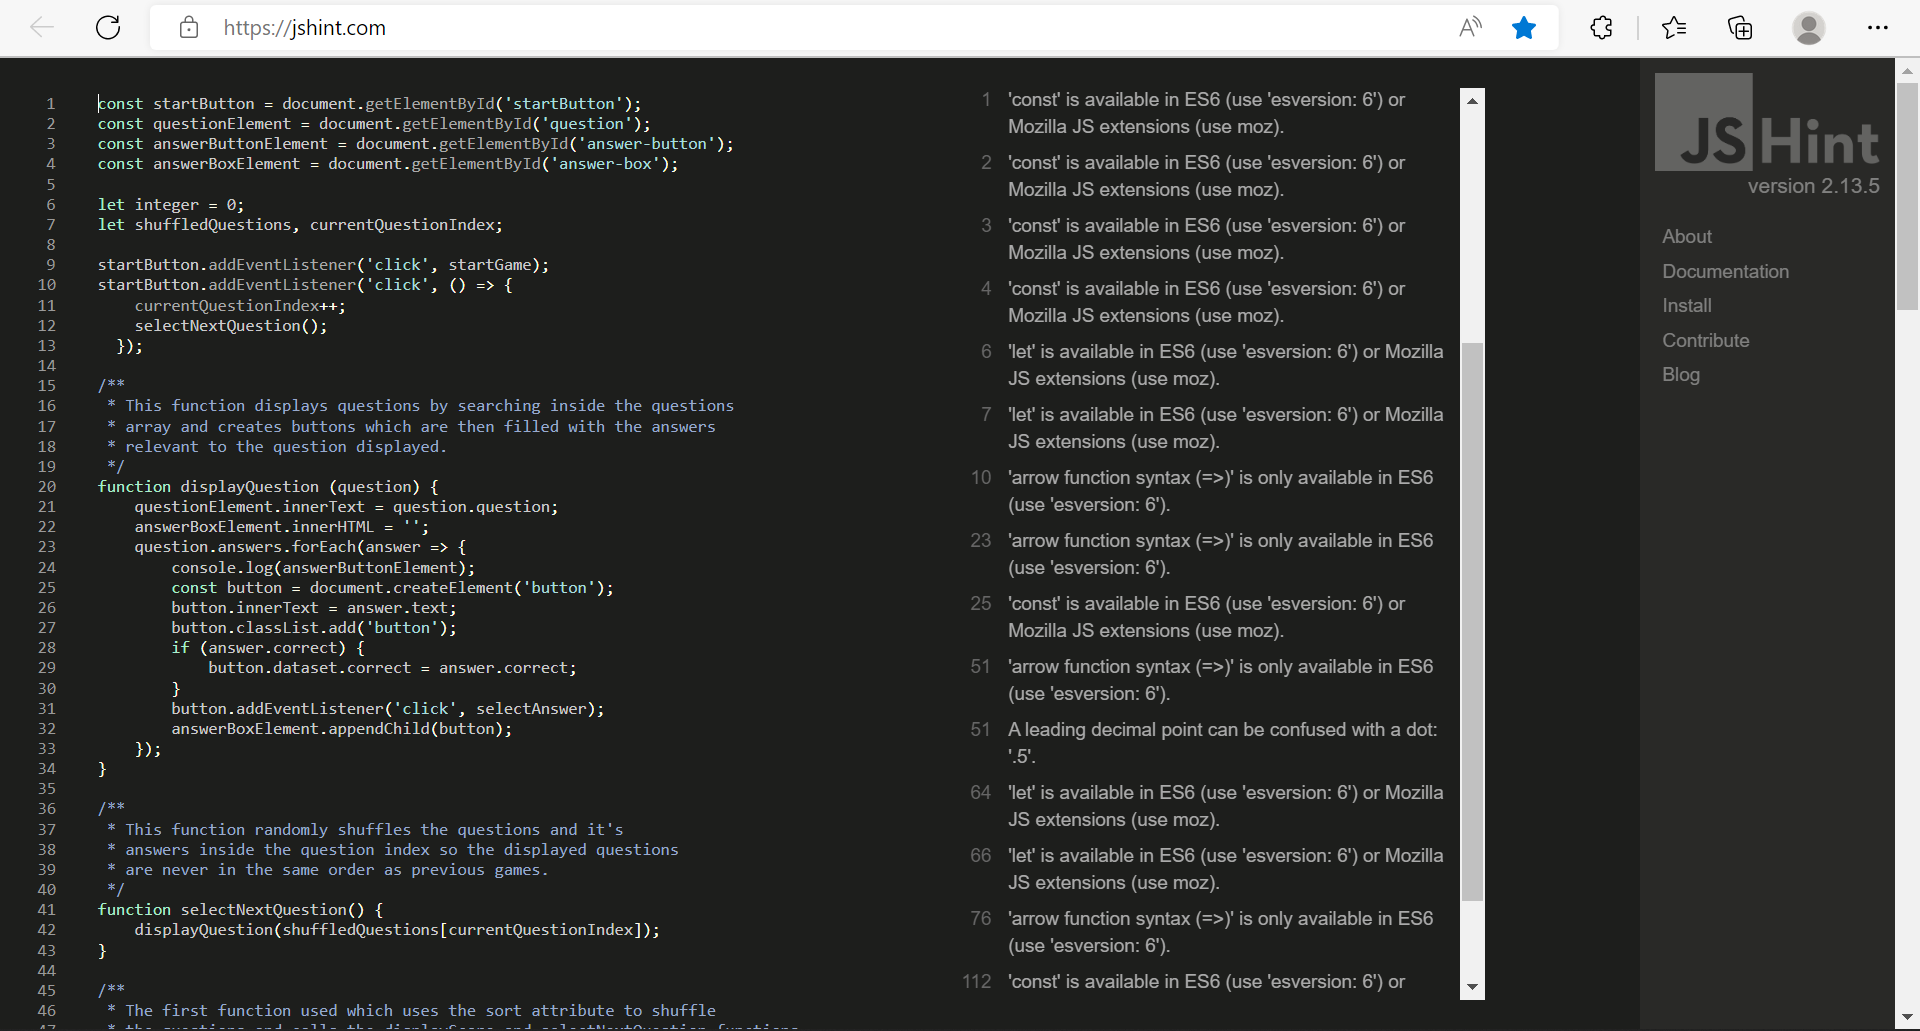 https://jshint.com
1 const startButton = document.getElementById('startButton');
2 const questionElement = document.getElementById('question');
3 const answerButtonElement = document.getElementById('answer-button');
4 const answerBoxElement = document.getElementById('answer-box');
5
6 let integer = 0;
7 let shuffledQuestions, currentQuestionIndex;
8
9 startButton.addEventListener('click', startGame);
10 startButton.addEventListener('click', () => {
11 currentQuestionIndex++;
12 selectNextQuestion();
13 });
14
15 /**
16 * This function displays questions by searching inside the questions
17 * array and creates buttons which are then filled with the answers
18 * relevant to the question displayed.
19 */
20 function displayQuestion (question) {
21 questionElement.innerText = question.question;
22 answerBoxElement.innerHTML = '';
23 question.answers.forEach(answer => {
24 console.log(answerButtonElement);
25 const button = document.createElement('button');
26 button.innerText = answer.text;
27 button.classList.add('button');
28 if (answer.correct) {
29 button.dataset.correct = answer.correct;
30 }
31 button.addEventListener('click', selectAnswer);
32 answerBoxElement.appendChild(button);
33 });
34 }
35
36 /**
37 * This function randomly shuffles the questions and it's
38 * answers inside the question index so the displayed questions
39 * are never in the same order as previous games.
40 */
41 function selectNextQuestion() {
42 displayQuestion(shuffledQuestions[currentQuestionIndex]);
43 }
44
45 /**
46 * The first function used which uses the sort attribute to shuffle
1 'const' is available in ES6 (use 'esversion: 6') or
Mozilla JS extensions (use moz).
2 'const' is available in ES6 (use 'esversion: 6') or
Mozilla JS extensions (use moz).
3 'const' is available in ES6 (use 'esversion: 6') or
Mozilla JS extensions (use moz).
4 'const' is available in ES6 (use 'esversion: 6') or
Mozilla JS extensions (use moz).
6 'let' is available in ES6 (use 'esversion: 6') or Mozilla
JS extensions (use moz).
7 'let' is available in ES6 (use 'esversion: 6') or Mozilla
JS extensions (use moz).
10 'arrow function syntax (=>)' is only available in ES6
(use 'esversion: 6').
23 'arrow function syntax (=>)' is only available in ES6
(use 'esversion: 6').
25 'const' is available in ES6 (use 'esversion: 6') or
Mozilla JS extensions (use moz).
51 'arrow function syntax (=>)' is only available in ES6
(use 'esversion: 6').
51 A leading decimal point can be confused with a dot:
'.5'.
64 'let' is available in ES6 (use 'esversion: 6') or Mozilla
JS extensions (use moz).
66 'let' is available in ES6 (use 'esversion: 6') or Mozilla
JS extensions (use moz).
76 'arrow function syntax (=>)' is only available in ES6
(use 'esversion: 6').
112 'const' is available in ES6 (use 'esversion: 6') or
JSHint
version 2.13.5
About
Documentation
Install
Contribute
Blog